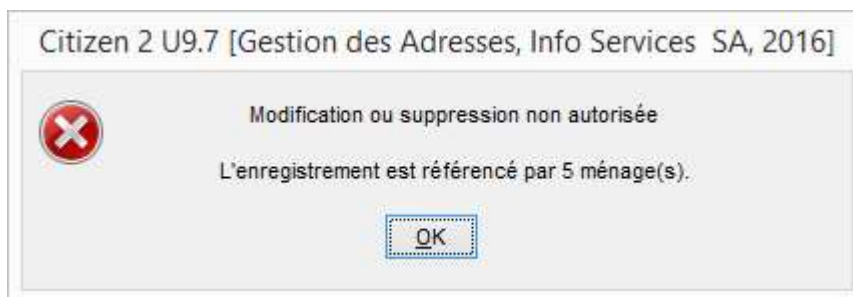 Citizen 2 U9.7 [Gestion des Adresses, Info Services SA, 2016]
Modification ou suppression non autorisée
L'enregistrement est référencé par 5 ménage(s).
OK